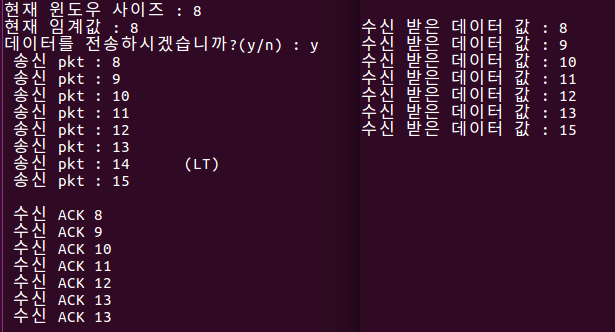 현재 윈도우 사이즈 : 8
현재 임계값 : 8
데이터를 전송하시겠습니까?(y/n) : y
송신 pkt : 8
송신 pkt : 9
송신 pkt : 10
송신 pkt : 11
송신 pkt : 12
송신 pkt : 13
송신 pkt : 14 (LT)
송신 pkt : 15
수신 ACK 8
수신 ACK 9
수신 ACK 10
수신 ACK 11
수신 ACK 12
수신 ACK 13
수신 ACK 13
수신 받은 데이터 값 : 8
수신 받은 데이터 값 : 9
수신 받은 데이터 값 : 10
수신 받은 데이터 값 : 11
수신 받은 데이터 값 : 12
수신 받은 데이터 값 : 13
수신 받은 데이터 값 : 15